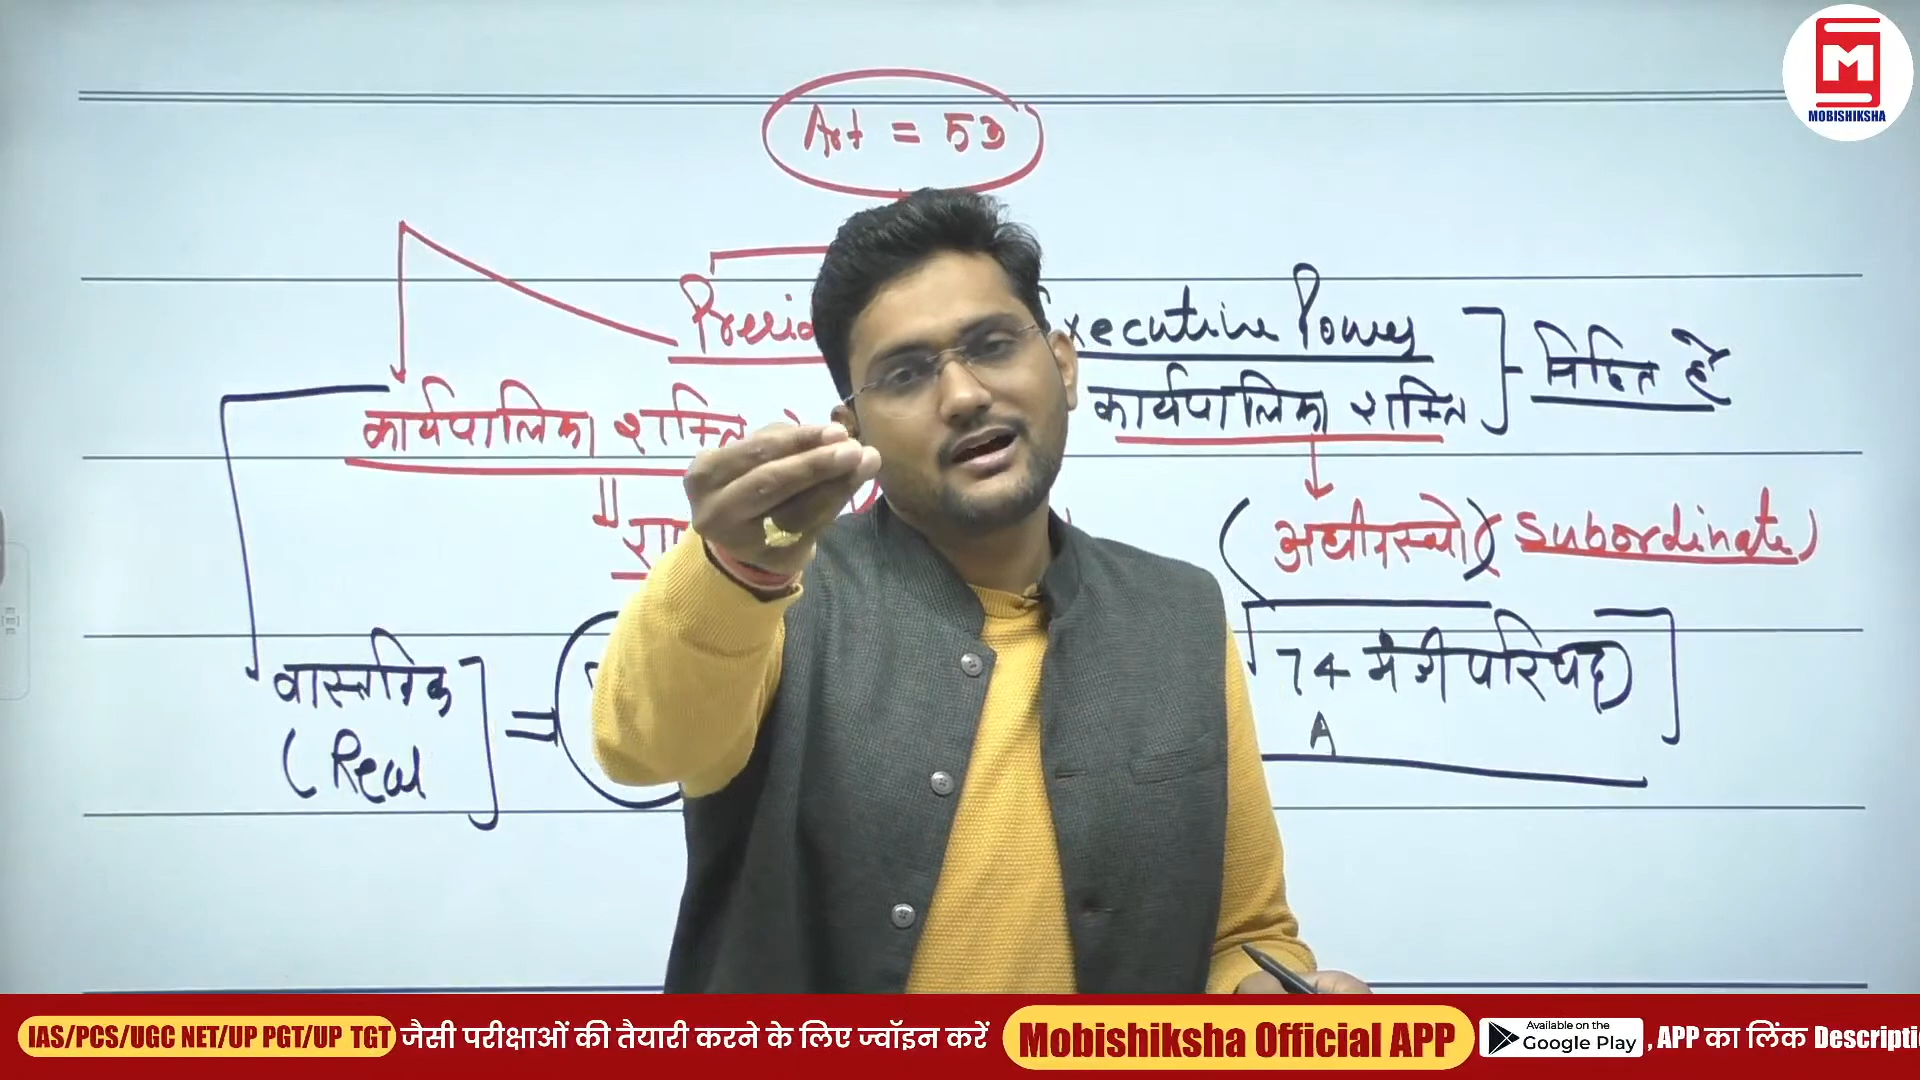 M
MOBISHIKSHA
Art = 53
Executive Power
कार्यपालिका शक्ति
कार्यपालिका शक्ति
निहित है
(अधीनस्थो) (Subordinate)
वास्तविक
(Real
74 मंत्रीपरिषद
A
IAS/PCS/UGC NET/UP PGT/UP TGT जैसी परीक्षाओं की तैयारी करने के लिए ज्वॉइन करें Mobishiksha Official APP Available on the Google Play , APP का लिंक Descripti